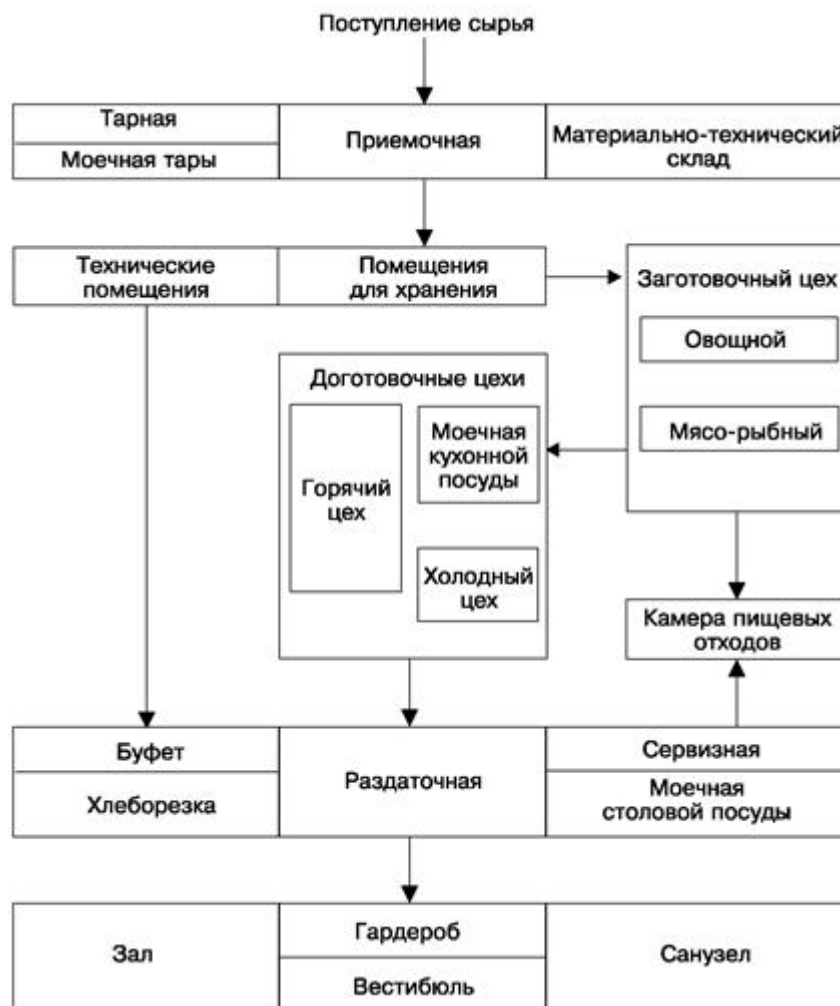 Поступление сырья
Тарная
Моечная тары
Приемочная
Материально-технический
склад
Технические
помещения
Помещения
для хранения
Заготовочный цех
Овощной
Мясо-рыбный
Доготовочные цехи
Горячий
цех
Моечная
кухонной
посуды
Холодный
цех
Камера пищевых
отходов
Буфет
Хлеборезка
Раздаточная
Сервизная
Моечная
столовой посуды
Зал
Гардероб
Вестибюль
Санузел